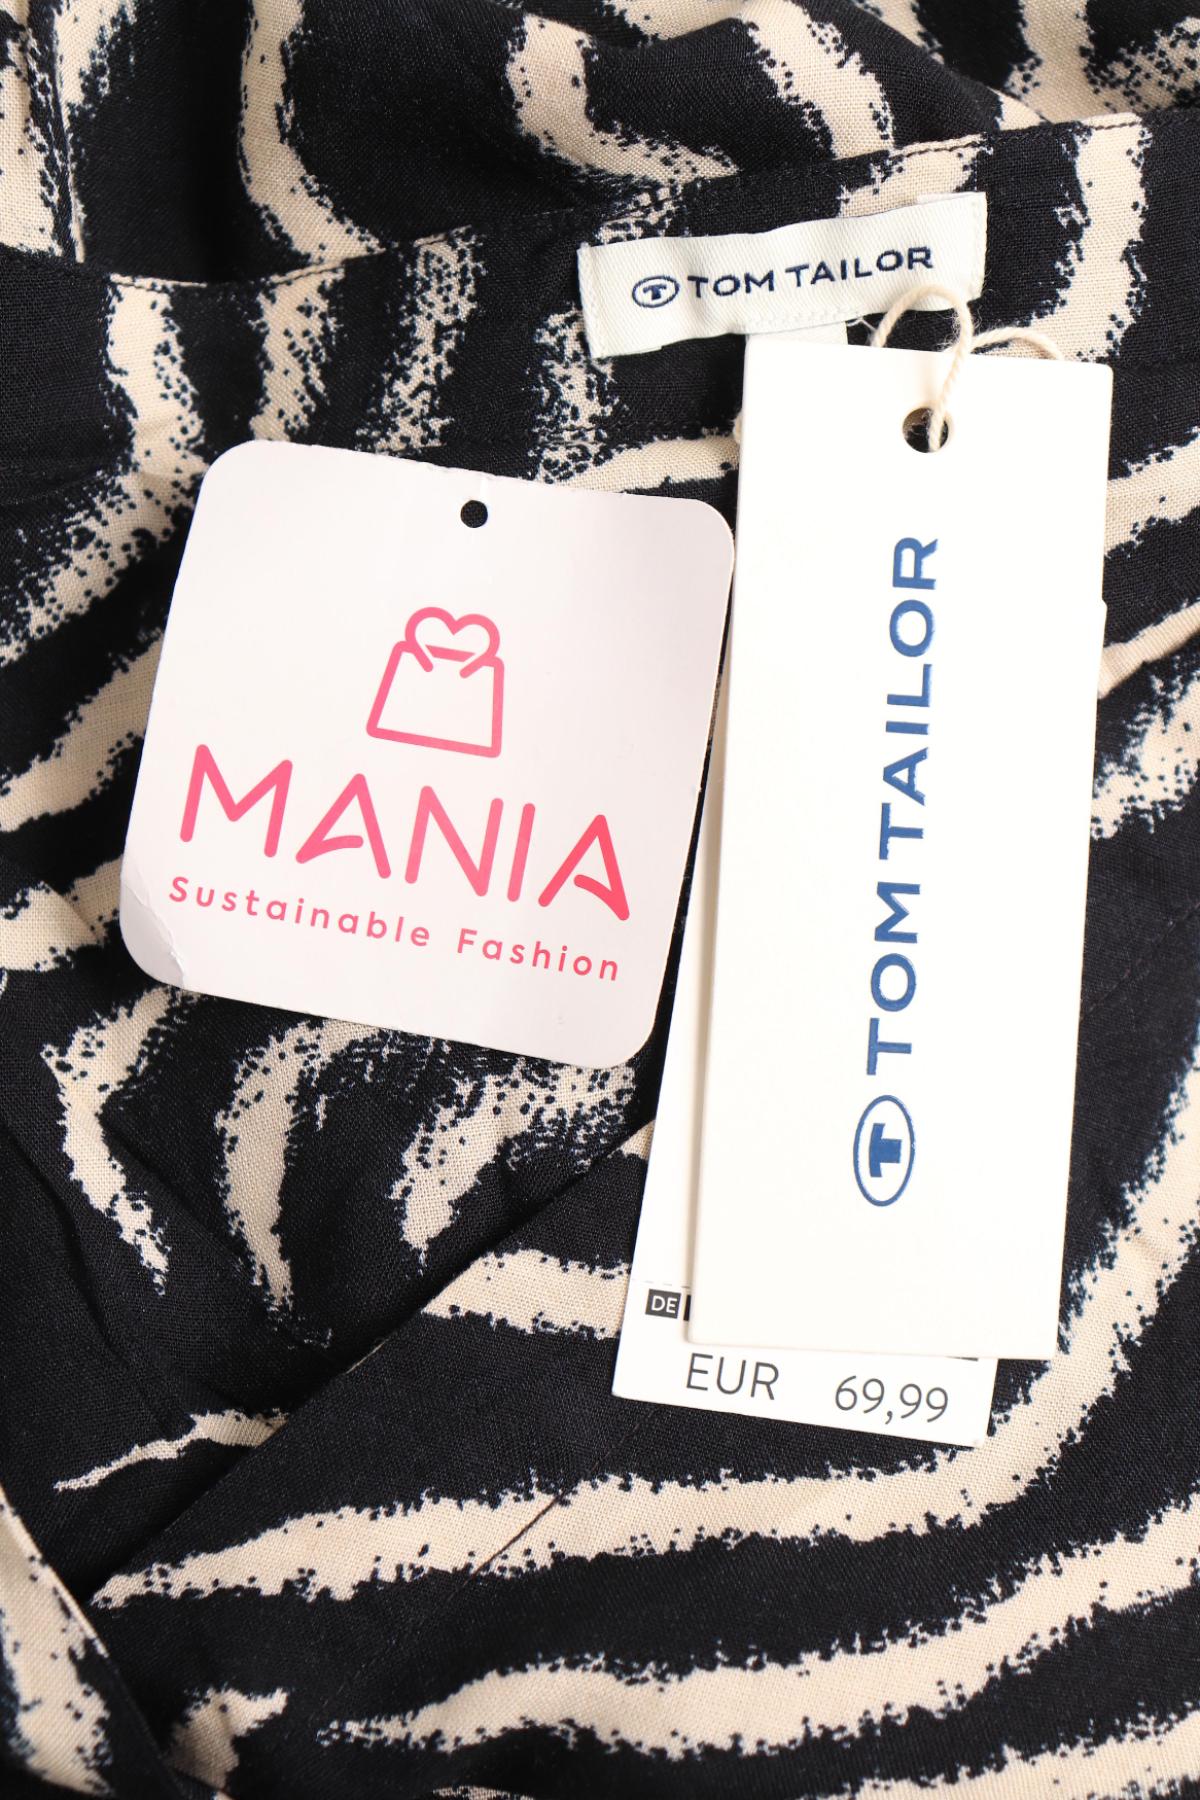 TOM TAILOR
MANIA
Sustainable Fashion
TOM TAILOR
DE
EUR 69,99